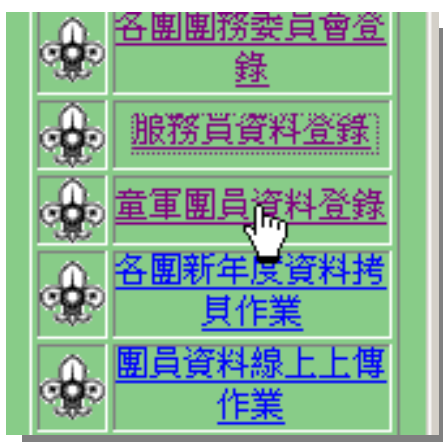 各團團務委員會登
錄
服務員資料登錄
童軍團員資料登錄
各團新年度資料拷
貝作業
團員資料線上上傳
作業